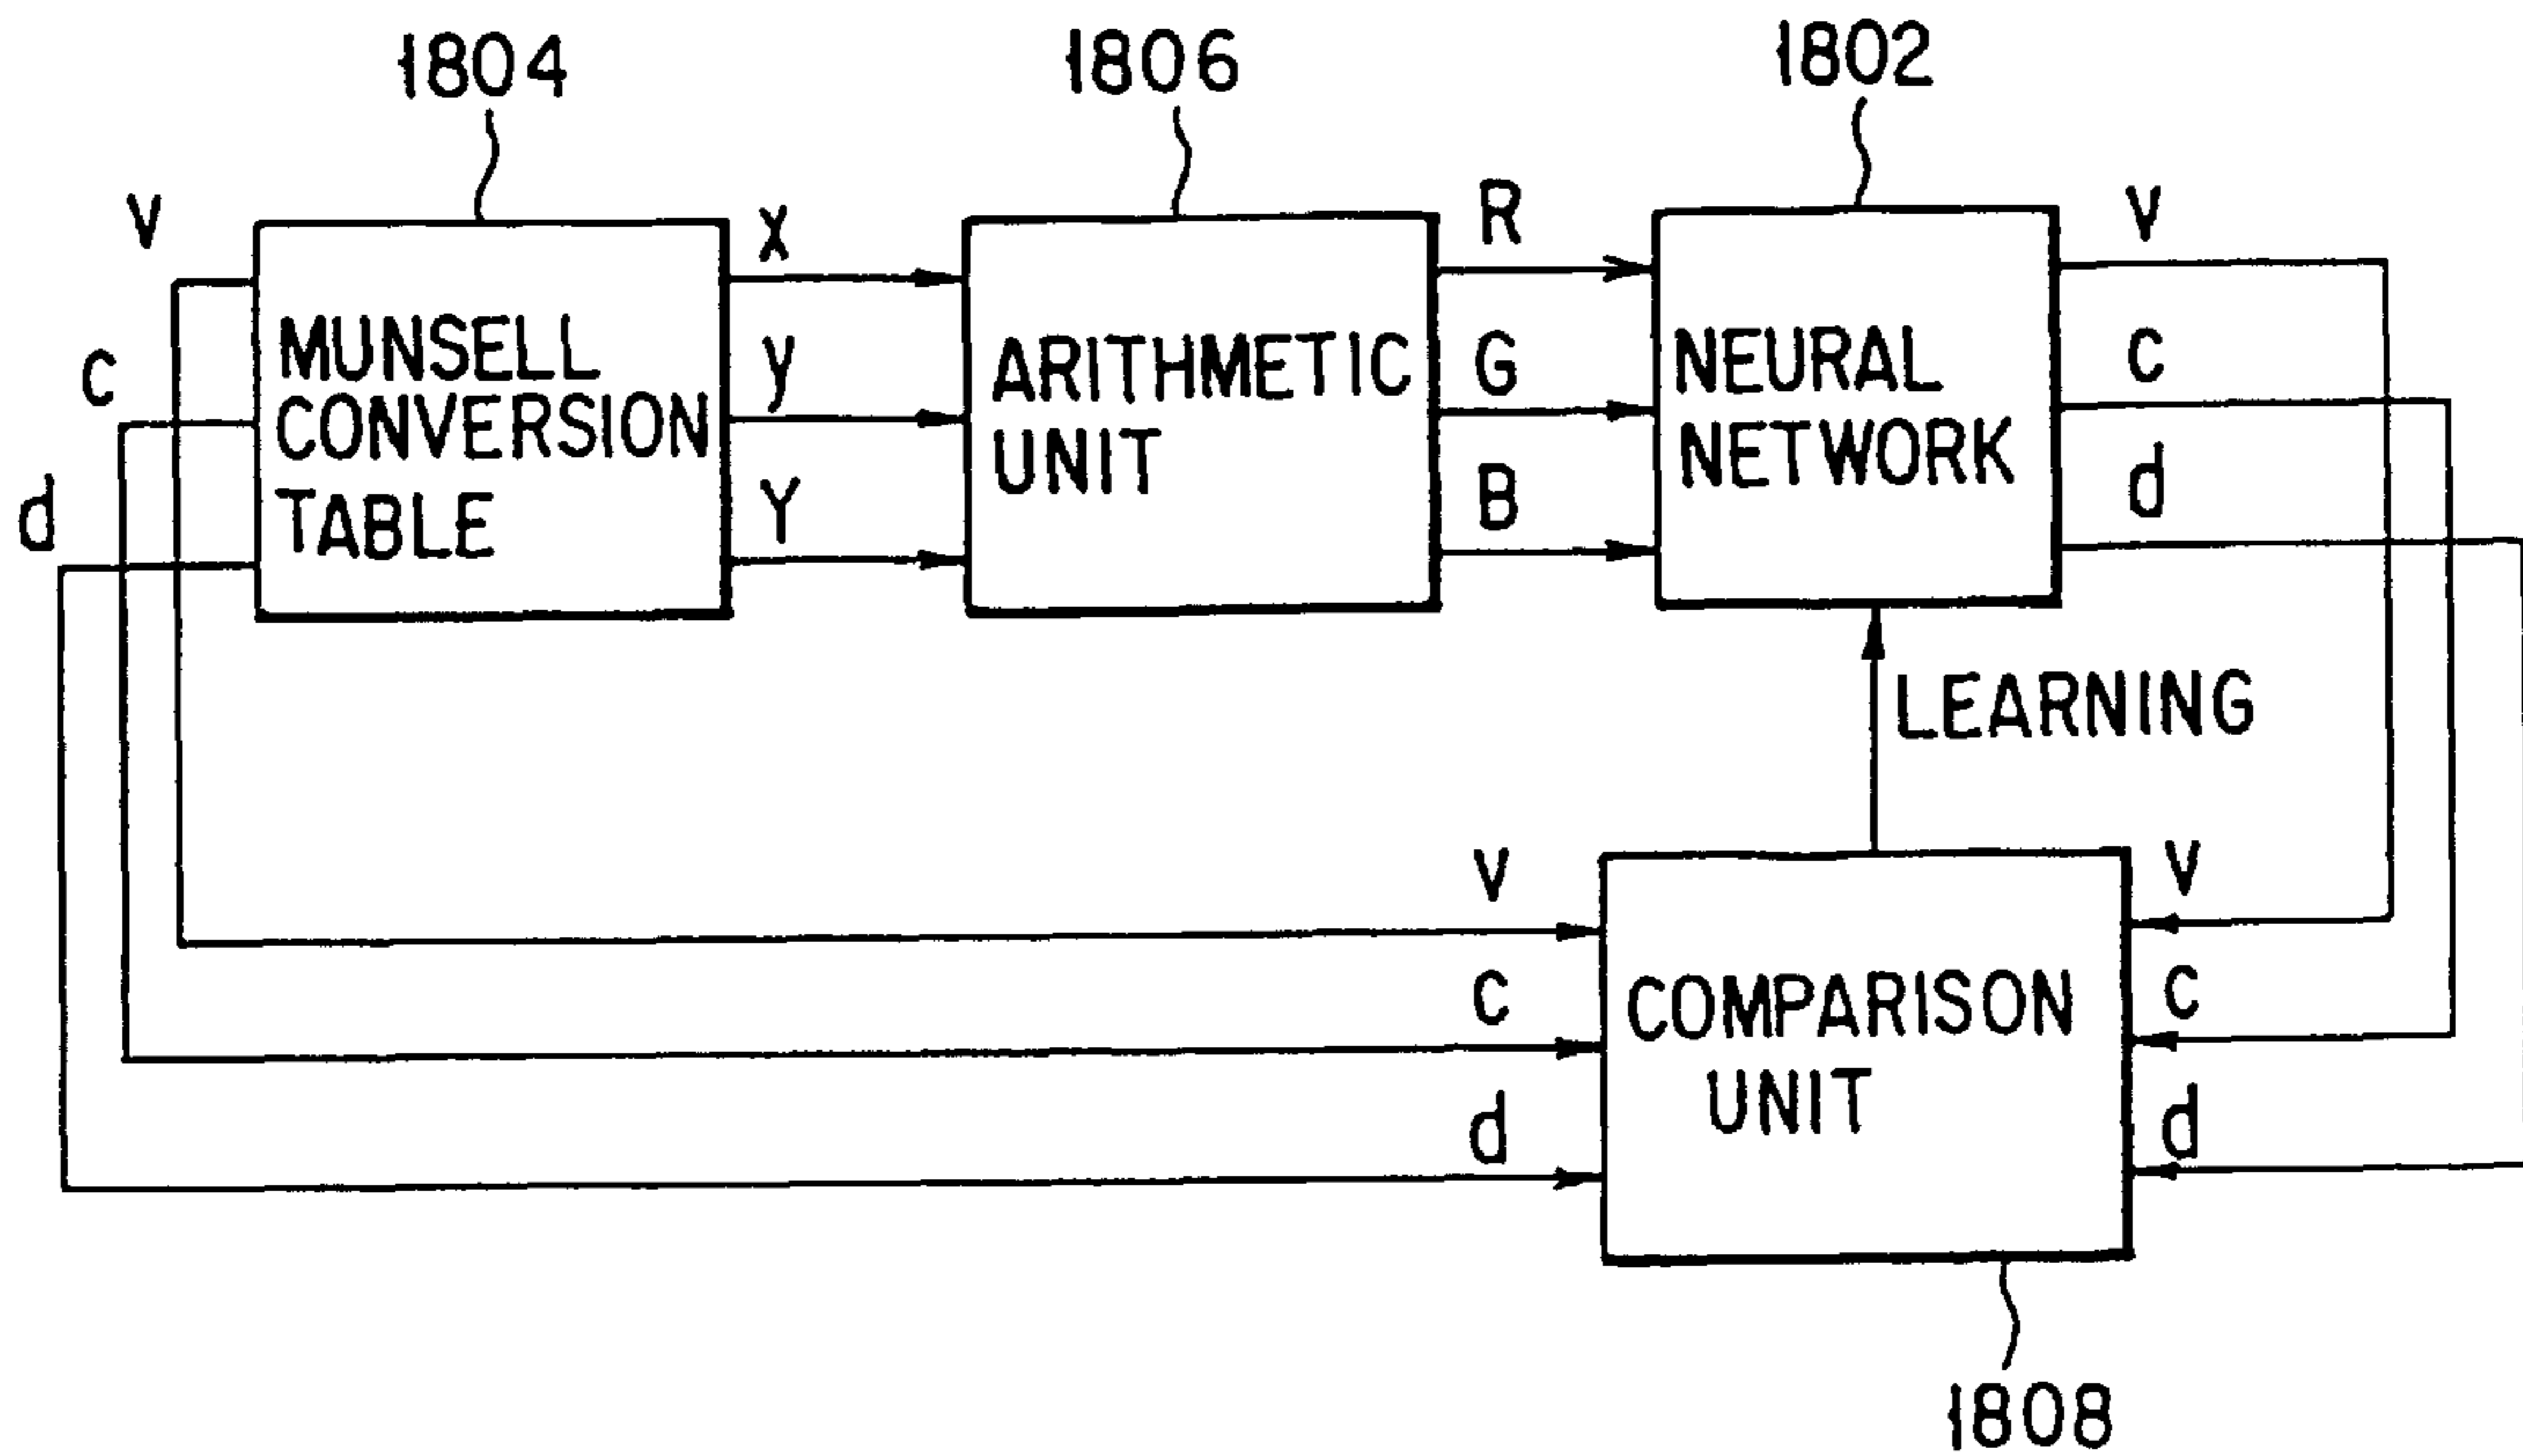 1804
1806
1802
V
X
R
V
MUNSELL
CONVERSION
TABLE
C
y
ARITHMETIC
UNIT
G
NEURAL
NETWORK
C
d
Y
B
d
LEARNING
V
V
C
COMPARISON
UNIT
C
d
d
1808